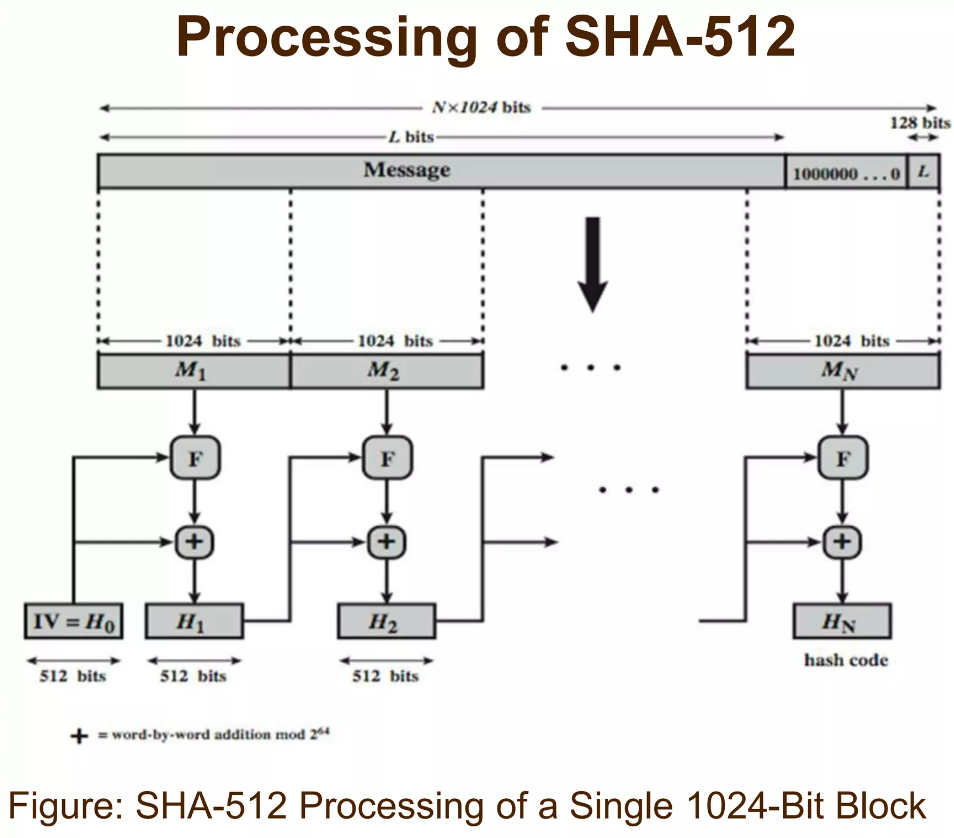 Processing of SHA-512
N×1024 bits
128 bits
L bits
Message
1000000 . . . 0
L
1024 bits
1024 bits
1024 bits
M1
M2
. . .
MN
F
F
F
. . .
+
+
+
IV = H0
H1
H2
HN
hash code
512 bits
512 bits
512 bits
+ = word-by-word addition mod 2^64
Figure: SHA-512 Processing of a Single 1024-Bit Block